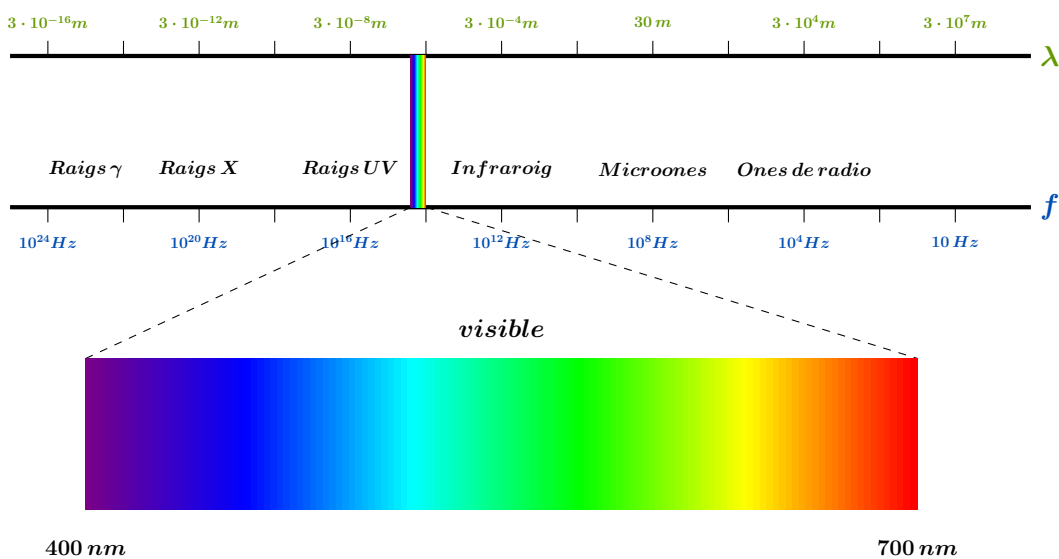 3 · 10⁻¹⁶m 3 · 10⁻¹²m 3 · 10⁻⁸m 3 · 10⁻⁴m 30 m 3 · 10⁴m 3 · 10⁷m
λ
Raigs γ Raigs X Raigs UV Infraroig Microones Ones de radio
f
10²⁴Hz 10²⁰Hz 10¹⁶Hz 10¹²Hz 10⁸Hz 10⁴Hz 10 Hz
visible
400 nm 700 nm